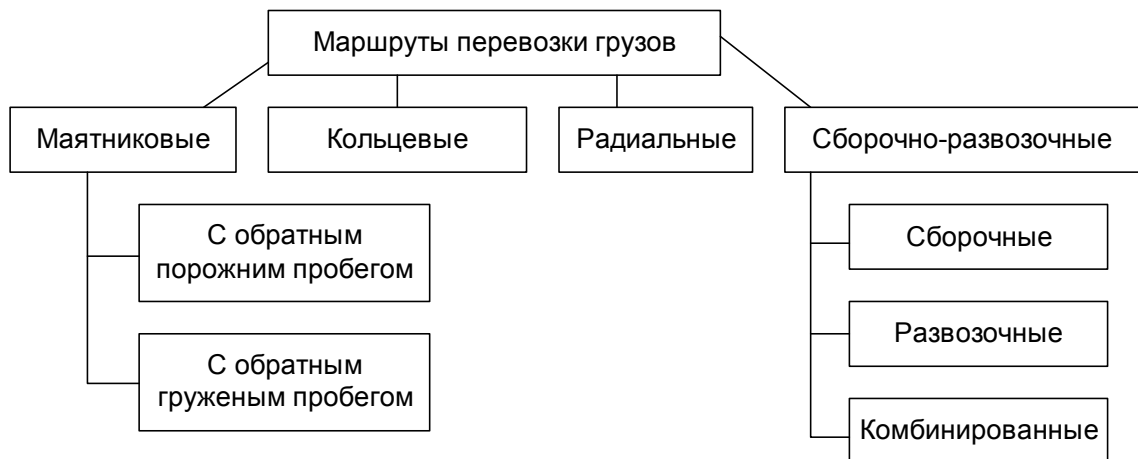 Маршруты перевозки грузов
Маятниковые
Кольцевые
Радиальные
Сборочно-развозочные
С обратным
порожним пробегом
С обратным
груженым пробегом
Сборочные
Развозочные
Комбинированные